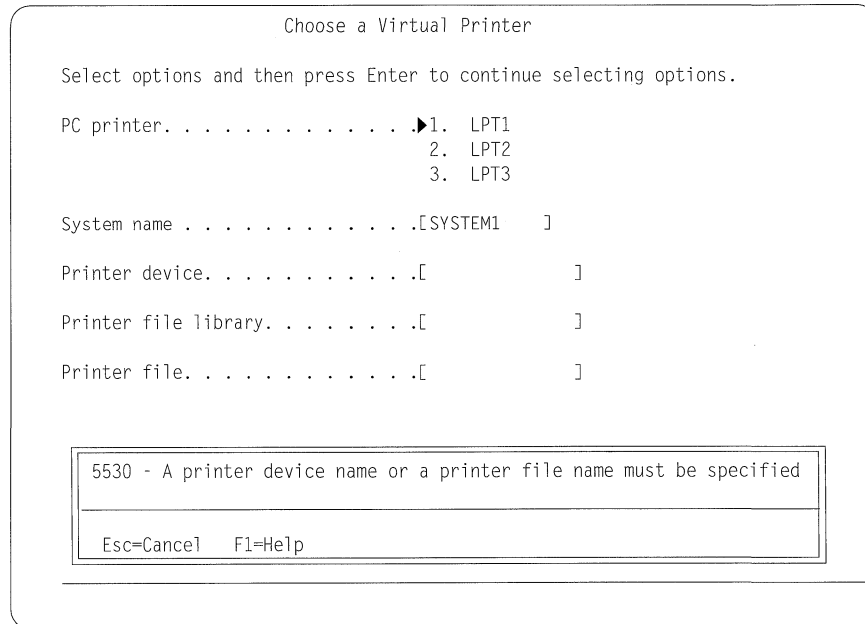 Choose a Virtual Printer
Select options and then press Enter to continue selecting options.
PC printer. . . . . . . . . . . . .▶1. LPT1
2. LPT2
3. LPT3
System name . . . . . . . . . . . .[SYSTEM1 ]
Printer device. . . . . . . . . . .[ ]
Printer file library. . . . . . . .[ ]
Printer file. . . . . . . . . . . .[ ]
5530 - A printer device name or a printer file name must be specified
Esc=Cancel F1=Help